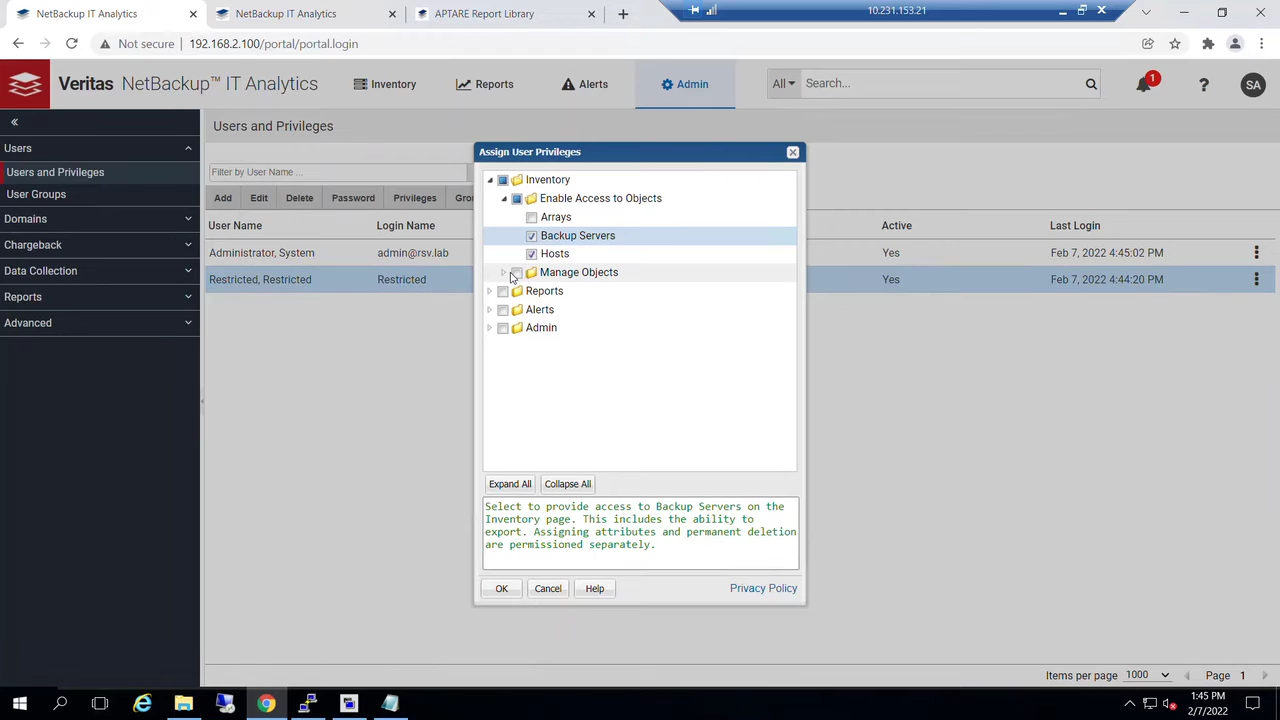 NetBackup IT Analytics
NetBackup IT Analytics
APTARE Report Library
10.231.153.21
Not secure
192.168.2.100/portal/portal.login
Veritas NetBackup™ IT Analytics
Inventory
Reports
Alerts
Admin
All
Search...
1
?
SA
«
Users
Users and Privileges
User Groups
Domains
Chargeback
Data Collection
Reports
Advanced
Users and Privileges
Filter by User Name ...
Add
Edit
Delete
Password
Privileges
User Name
Login Name
Active
Last Login
Administrator, System
admin@rsv.lab
Yes
Feb 7, 2022 4:45:02 PM
Restricted, Restricted
Restricted
Yes
Feb 7, 2022 4:44:20 PM
Assign User Privileges
Inventory
Enable Access to Objects
Arrays
Backup Servers
Hosts
Manage Objects
Reports
Alerts
Admin
Expand All
Collapse All
Select to provide access to Backup Servers on the
Inventory page. This includes the ability to
export. Assigning attributes and permanent deletion
are permissioned separately.
OK
Cancel
Help
Privacy Policy
Items per page
1000
Page
1
1:45 PM
2/7/2022